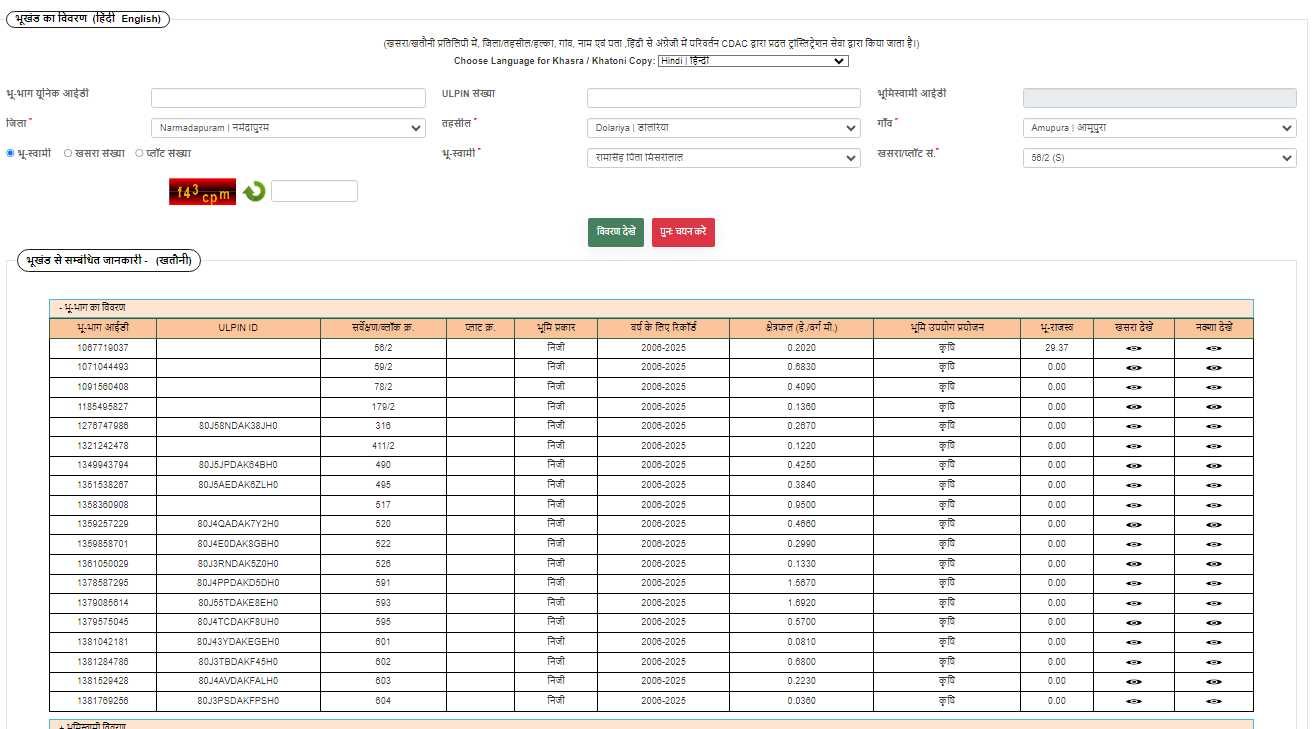 भूखंड का विवरण (हिंदी English)
(खसरा/खतौनी प्रतिलिपी में, जिला/तहसील/हल्का, गांव, नाम एवं पता ,हिंदी से अंग्रेजी में परिवर्तन CDAC द्वारा प्रदत ट्रांस्लिट्रेशन सेवा द्वारा किया जाता है।)
Choose Language for Khasra / Khatoni Copy: Hindi | हिन्दी
भू-भाग यूनिक आईडी ULPIN संख्या भूमिस्वामी आईडी
जिला * Narmadapuram | नर्मदापुरम तहसील * Dolariya | डोलरिया गाँव * Amupura | आमूपुरा
भू-स्वामी खसरा संख्या प्लॉट संख्या भू-स्वामी * रामसिंह पिता मिसरीलाल खसरा/प्लॉट सं.* 56/2 (S)
f43cpm
विवरण देखे पुनः चयन करे
भूखंड से सम्बंधित जानकारी - (खतौनी)
- भू-भाग का विवरण
भू-भाग आईडी ULPIN ID सर्वेक्षण/ब्लॉक क्र. प्लाट क्र. भूमि प्रकार वर्ष के लिए रिकॉर्ड क्षेत्रफल (हे./वर्ग मी.) भूमि उपयोग प्रयोजन भू-राजस्व खसरा देखे नक्शा देखे
1067719037 56/2 निजी 2006-2025 0.2020 कृषि 29.37
1071044493 59/2 निजी 2006-2025 0.6830 कृषि 0.00
1091560408 78/2 निजी 2006-2025 0.4090 कृषि 0.00
1185495827 179/2 निजी 2006-2025 0.1360 कृषि 0.00
1276747986 80J58NDAK38JH0 316 निजी 2006-2025 0.2670 कृषि 0.00
1321242478 411/2 निजी 2006-2025 0.1220 कृषि 0.00
1349943794 80J5JPDAK64BH0 490 निजी 2006-2025 0.4250 कृषि 0.00
1351538267 80J5AEDAK6ZLH0 495 निजी 2006-2025 0.3840 कृषि 0.00
1358360908 517 निजी 2006-2025 0.9500 कृषि 0.00
1359257229 80J4QADAK7Y2H0 520 निजी 2006-2025 0.4660 कृषि 0.00
1359858701 80J4E0DAK8GBH0 522 निजी 2006-2025 0.2990 कृषि 0.00
1361050029 80J3RNDAK5Z0H0 526 निजी 2006-2025 0.1330 कृषि 0.00
1378587295 80J4PPDAKD5DH0 591 निजी 2006-2025 1.5670 कृषि 0.00
1379085614 80J55TDAKE8EH0 593 निजी 2006-2025 1.6920 कृषि 0.00
1379575045 80J4TCDAKF8UH0 595 निजी 2006-2025 0.5700 कृषि 0.00
1381042181 80J43YDAKEGEH0 601 निजी 2006-2025 0.0810 कृषि 0.00
1381284786 80J3TBDAKF45H0 602 निजी 2006-2025 0.6800 कृषि 0.00
1381529428 80J4AVDAKFALH0 603 निजी 2006-2025 0.2230 कृषि 0.00
1381769256 80J3PSDAKFPSH0 604 निजी 2006-2025 0.0360 कृषि 0.00
+ भूमिस्वामी विवरण